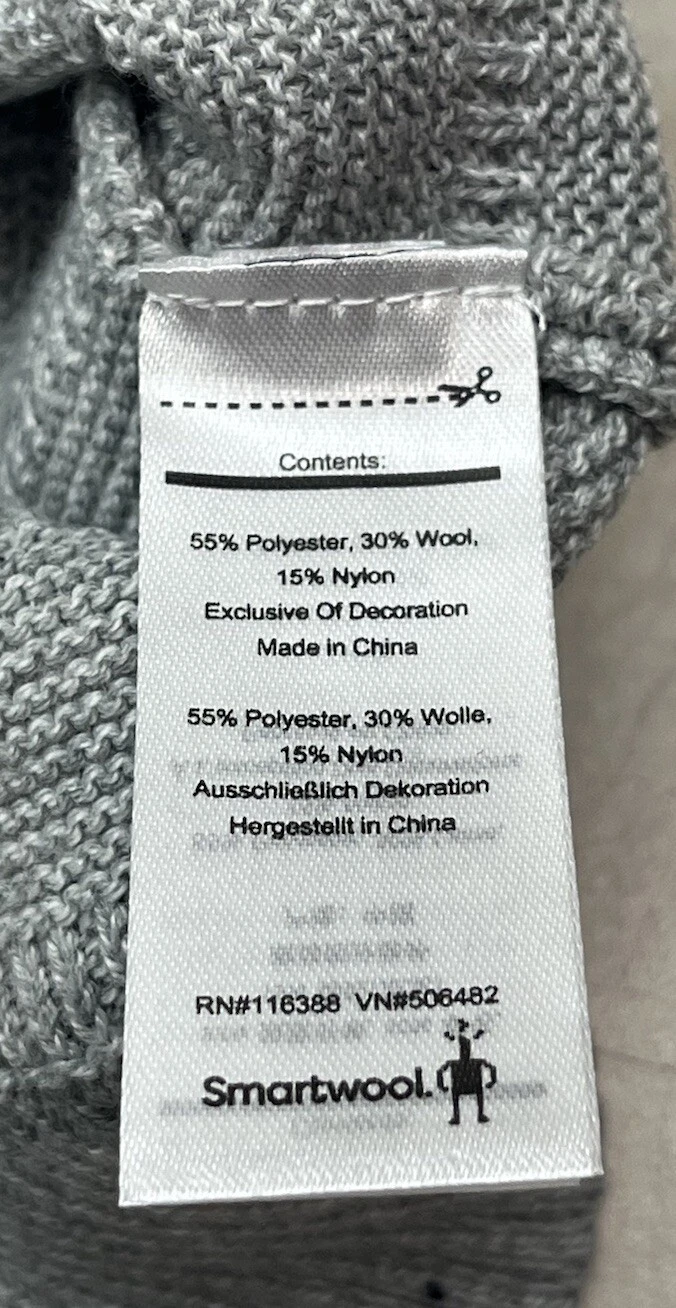 Contents:
55% Polyester, 30% Wool,
15% Nylon
Exclusive Of Decoration
Made in China
55% Polyester, 30% Wolle,
15% Nylon
Ausschließlich Dekoration
Hergestellt in China
RN#116388 VN#506482
Smartwool.